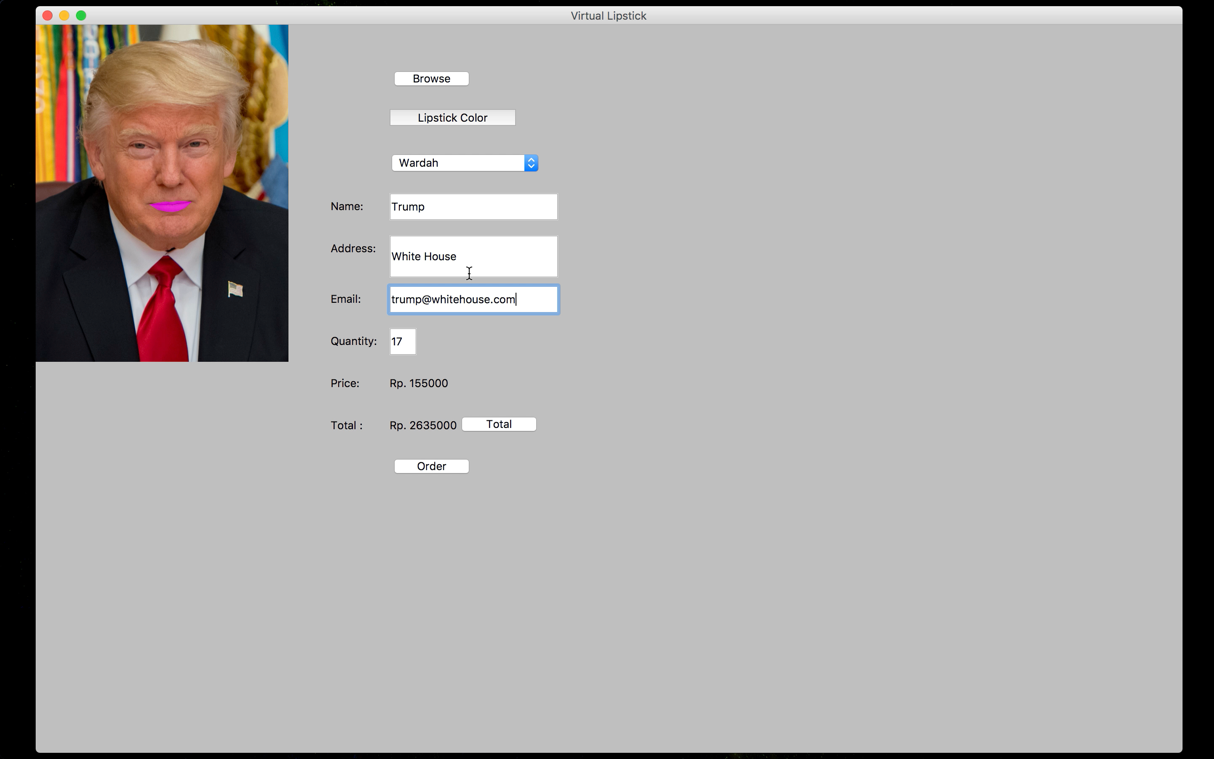 Virtual Lipstick
Browse
Lipstick Color
Wardah
Name: Trump
Address: White House
Email: trump@whitehouse.com
Quantity: 17
Price: Rp. 155000
Total : Rp. 2635000 Total
Order